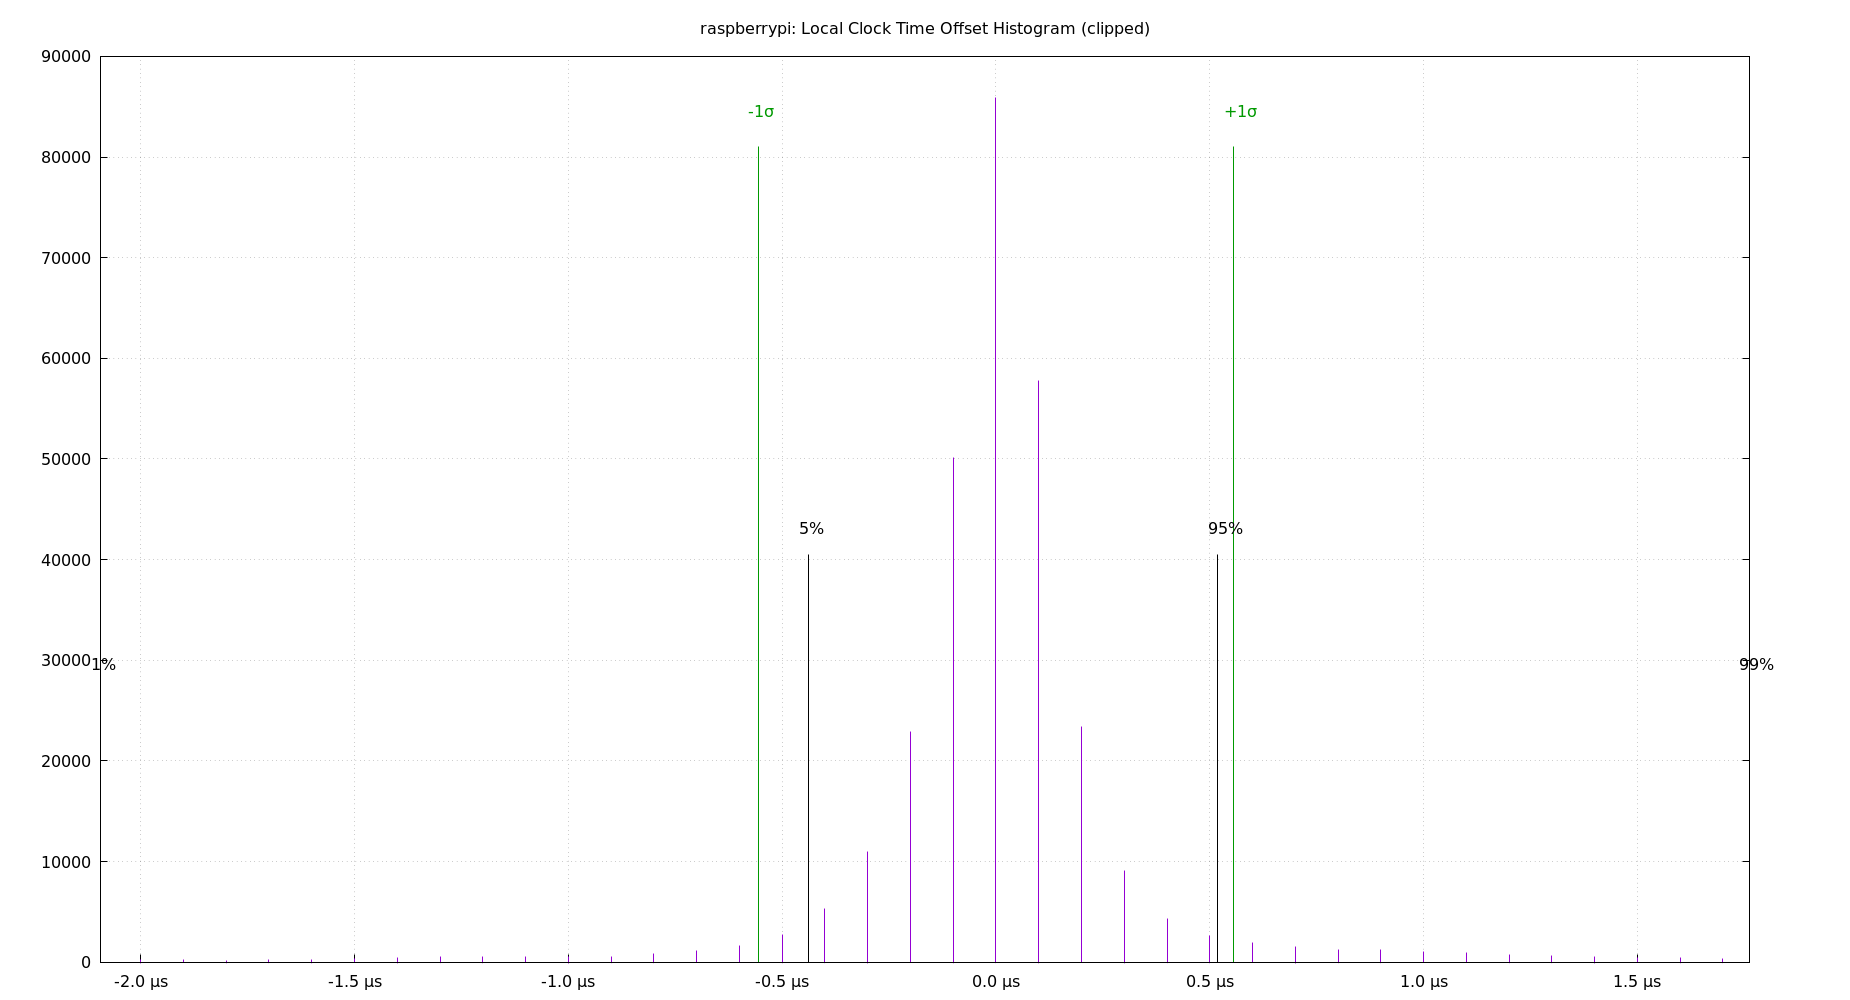 raspberrypi: Local Clock Time Offset Histogram (clipped)
90000
-1σ
+1σ
80000
70000
60000
50000
5%
95%
40000
30000
1%
99%
20000
10000
0
-2.0 µs
-1.5 µs
-1.0 µs
-0.5 µs
0.0 µs
0.5 µs
1.0 µs
1.5 µs